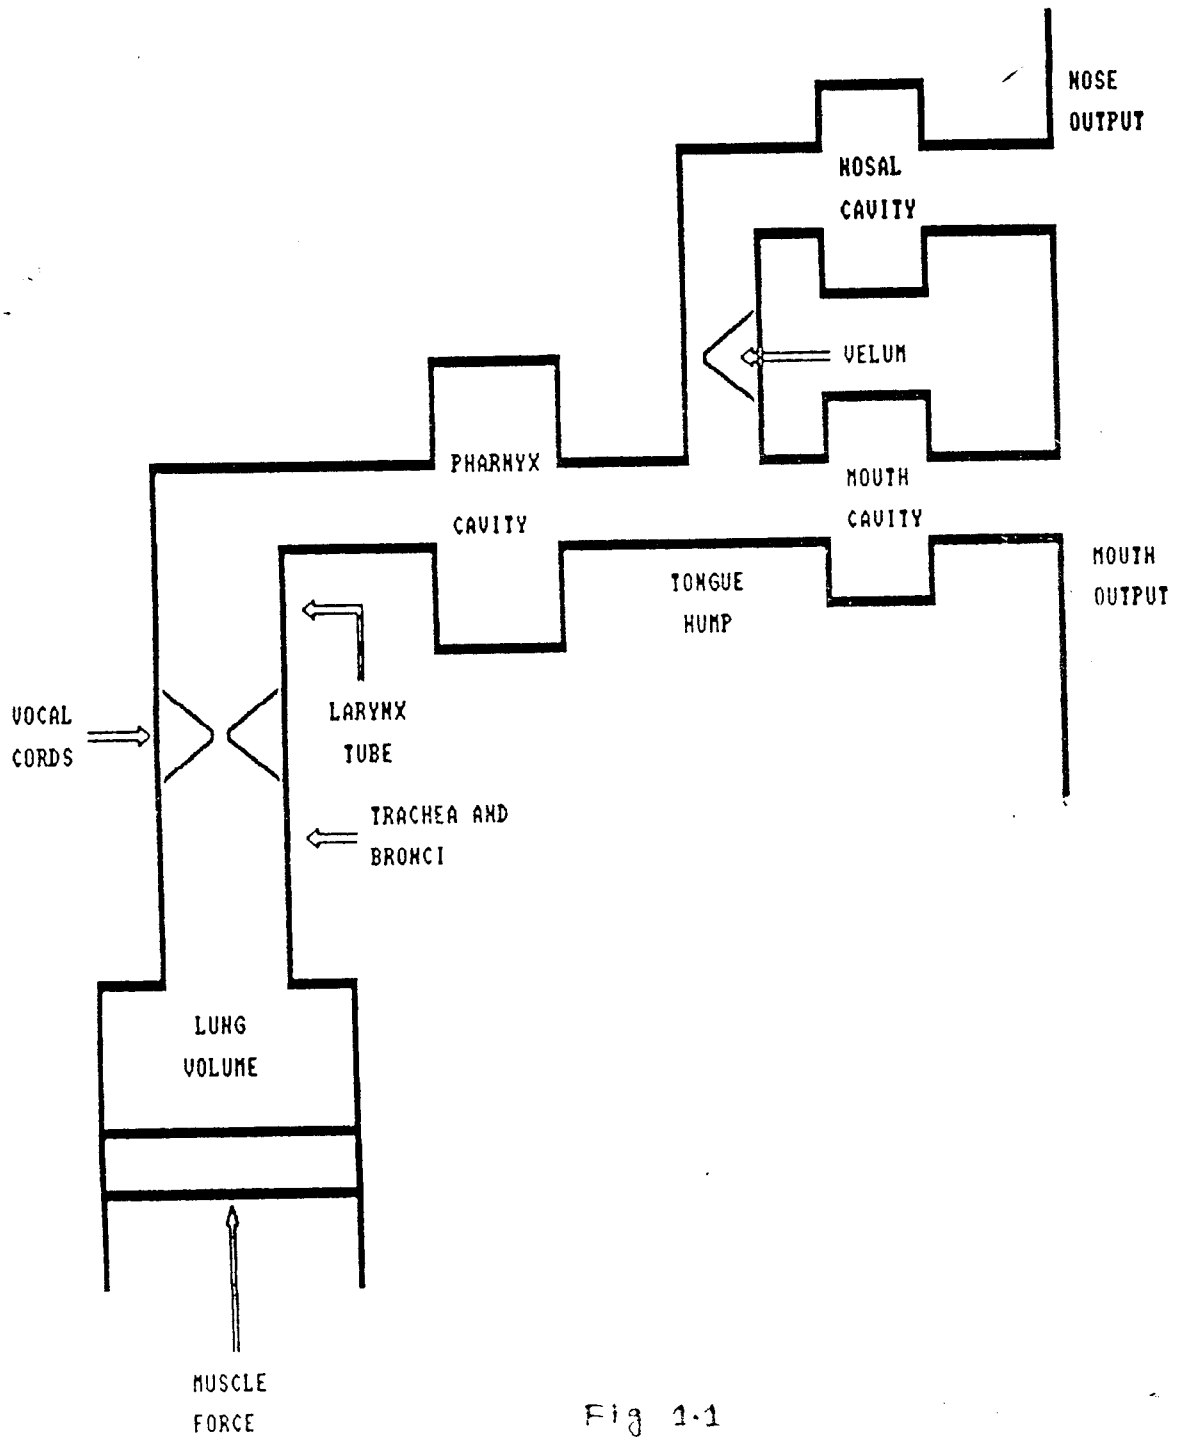 NOSE
OUTPUT
NOSAL
CAVITY
VELUM
PHARNYX
CAVITY
MOUTH
CAVITY
MOUTH
OUTPUT
TONGUE
HUMP
VOCAL
CORDS
LARYNX
TUBE
TRACHEA AND
BRONCI
LUNG
VOLUME
MUSCLE
FORCE
Fig 1.1